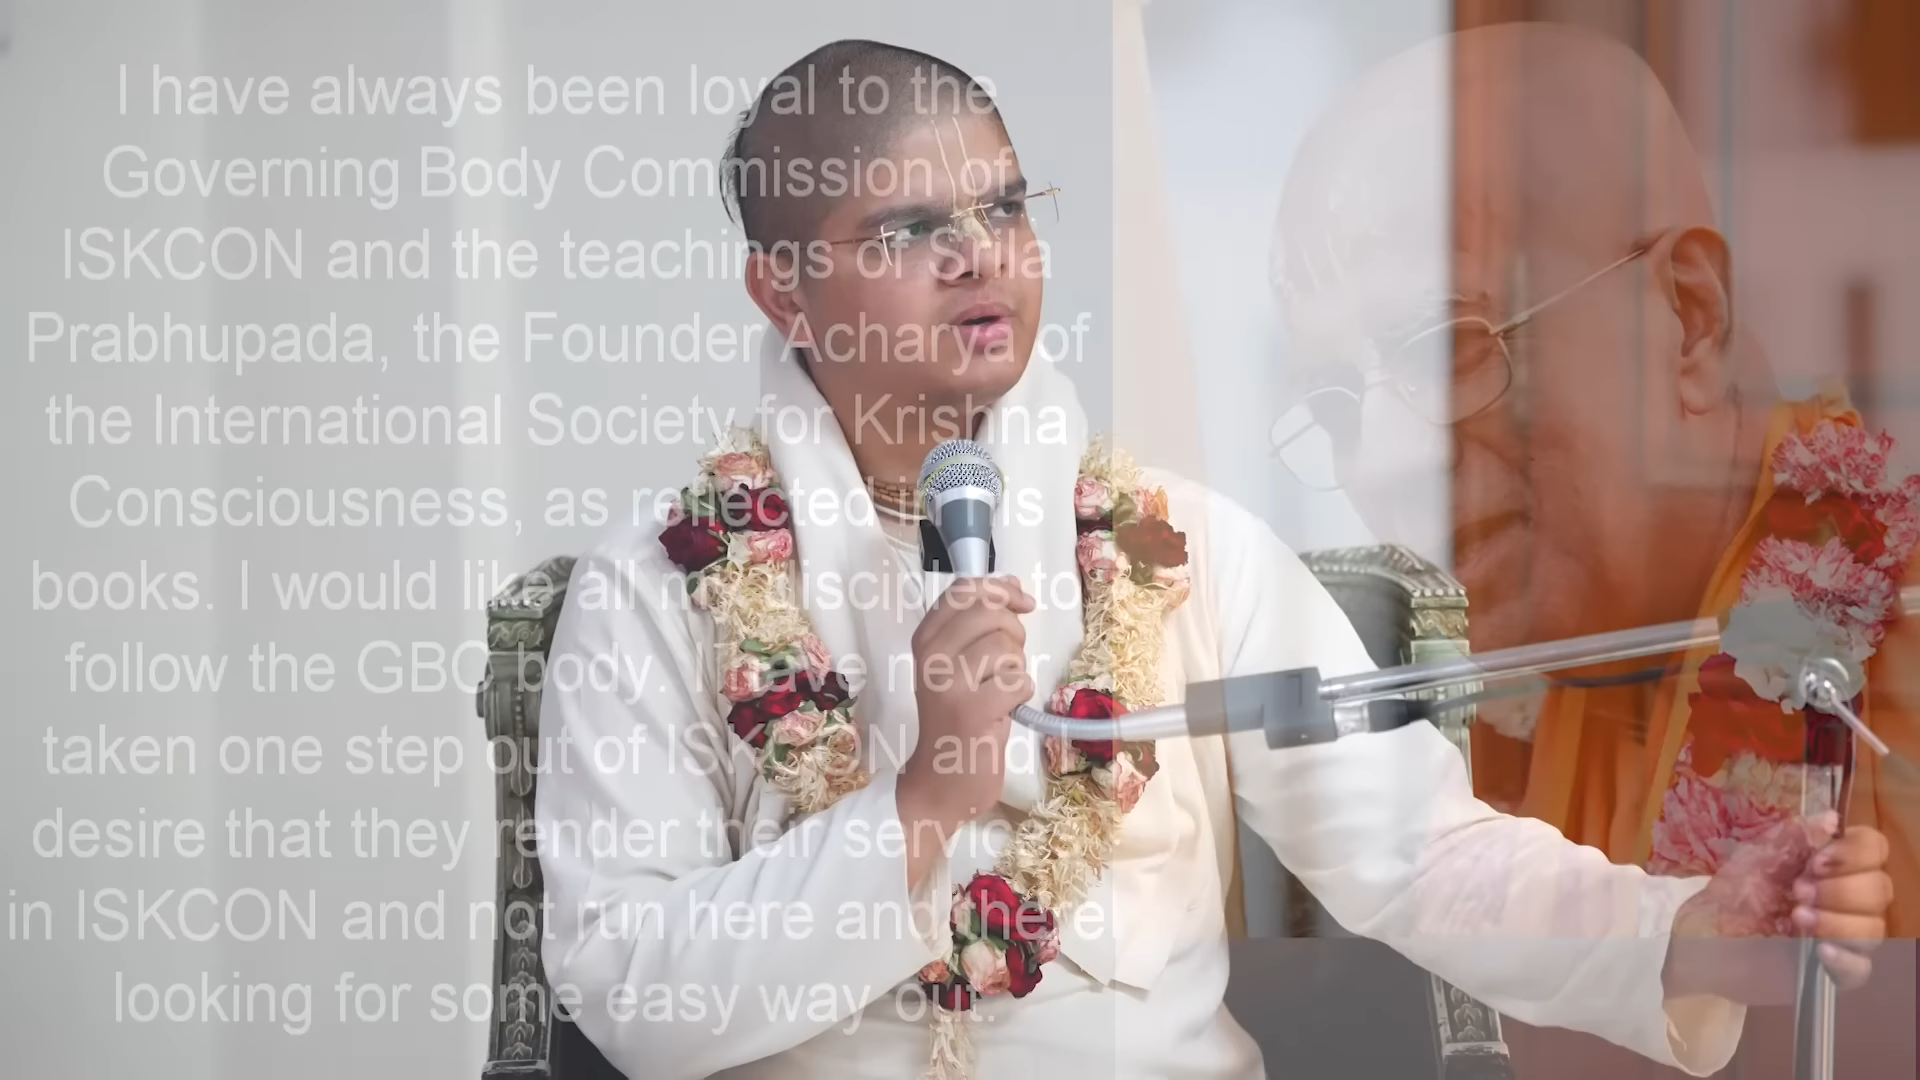 I have always been loyal to the
Governing Body Commission of
ISKCON and the teachings of Srila
Prabhupada, the Founder Acharya of
the International Society for Krishna
Consciousness, as reflected in his
books. I would like all my disciples to
follow the GBC body. I have never
taken one step out of ISKCON and
desire that they render their service
in ISKCON and not run here and there
looking for some easy way out.